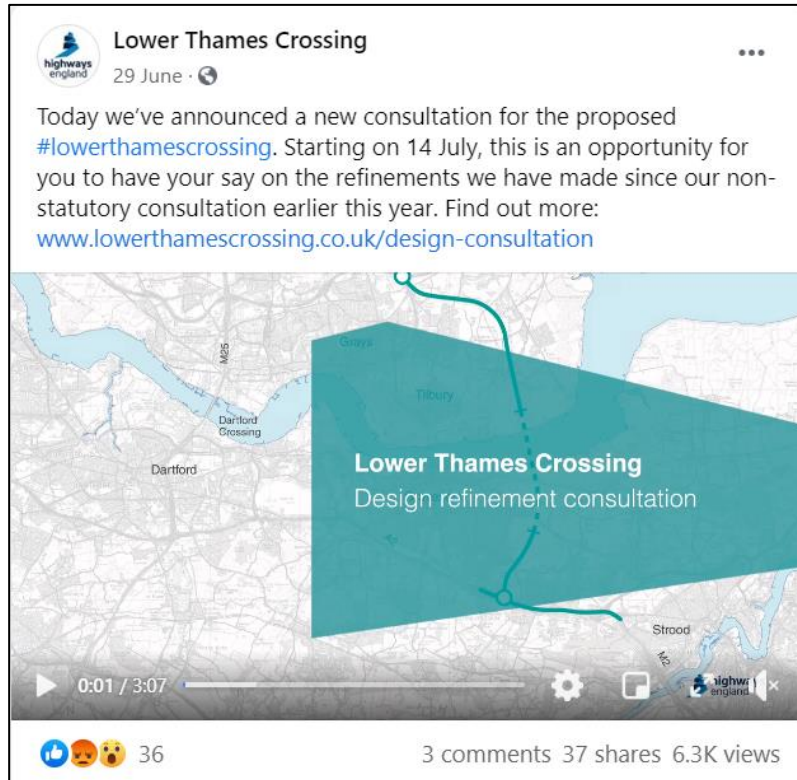 Lower Thames Crossing
highways
england
29 June ·
Today we've announced a new consultation for the proposed
#lowerthamescrossing. Starting on 14 July, this is an opportunity for
you to have your say on the refinements we have made since our non-
statutory consultation earlier this year. Find out more:
www.lowerthamescrossing.co.uk/design-consultation
Grays
M25
Tilbury
Dartford
Crossing
Dartford
Lower Thames Crossing
Design refinement consultation
A2
Strood
M2
0:01 / 3:07
england
36
3 comments 37 shares 6.3K views